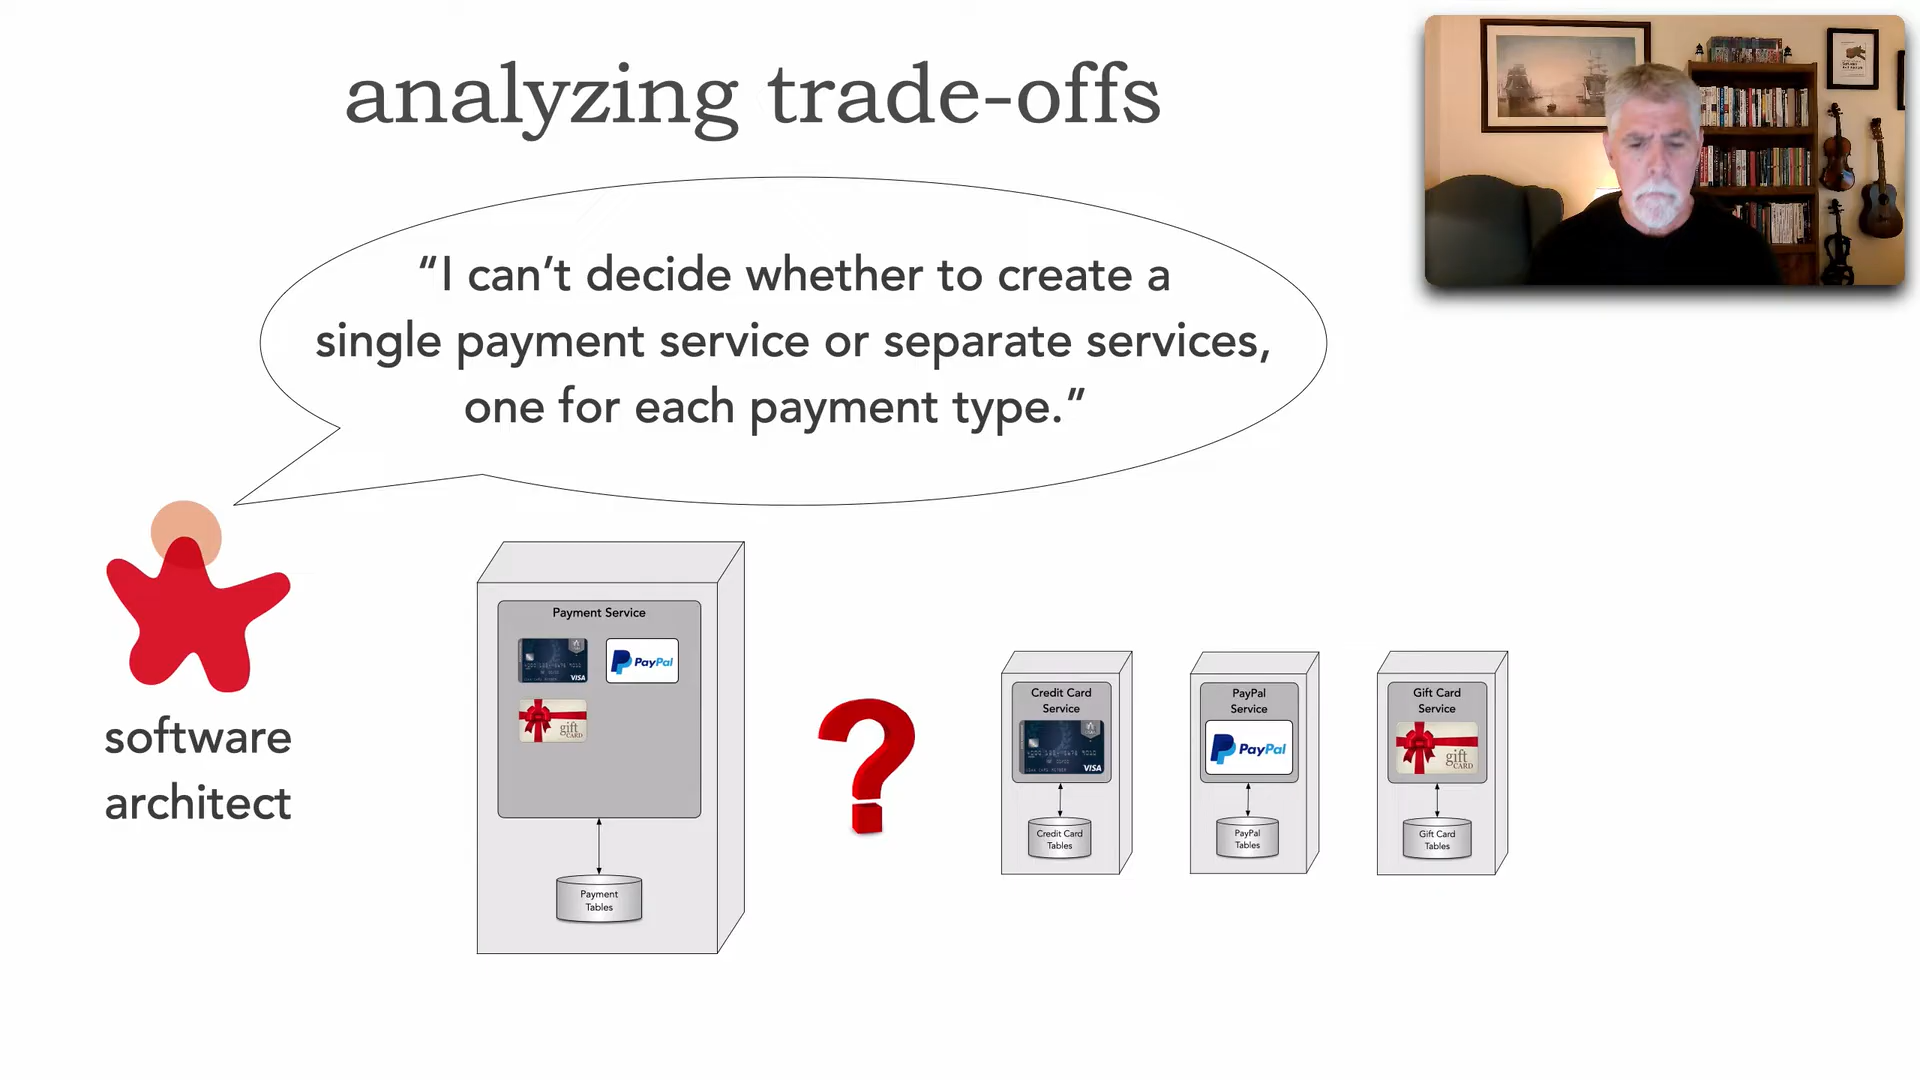 analyzing trade-offs
“I can’t decide whether to create a
single payment service or separate services,
one for each payment type.”
software
architect
Payment Service
VISA
PayPal
gift
CARD
Payment
Tables
?
Credit Card
Service
VISA
Credit Card
Tables
PayPal
Service
PayPal
PayPal
Tables
Gift Card
Service
gift
CARD
Gift Card
Tables